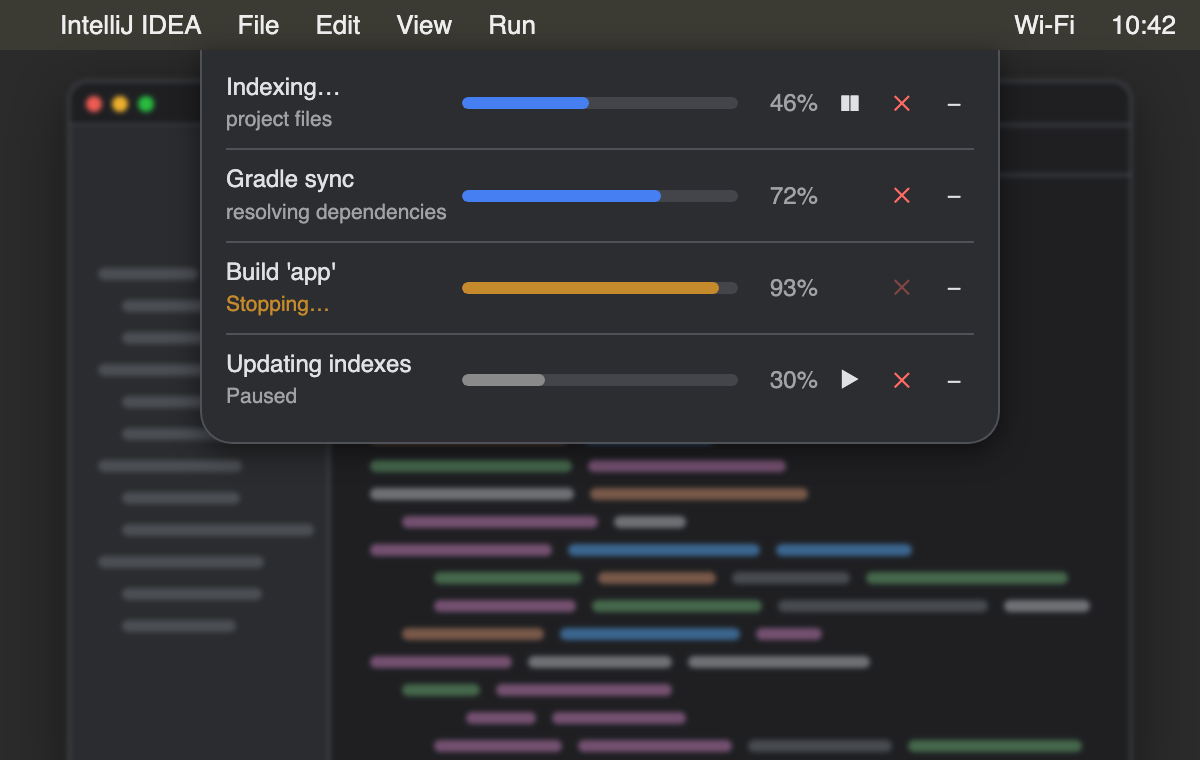 IntelliJ IDEA File Edit View Run Wi-Fi 10:42
Indexing…
project files
46%
Gradle sync
resolving dependencies
72%
Build 'app'
Stopping…
93%
Updating indexes
Paused
30%